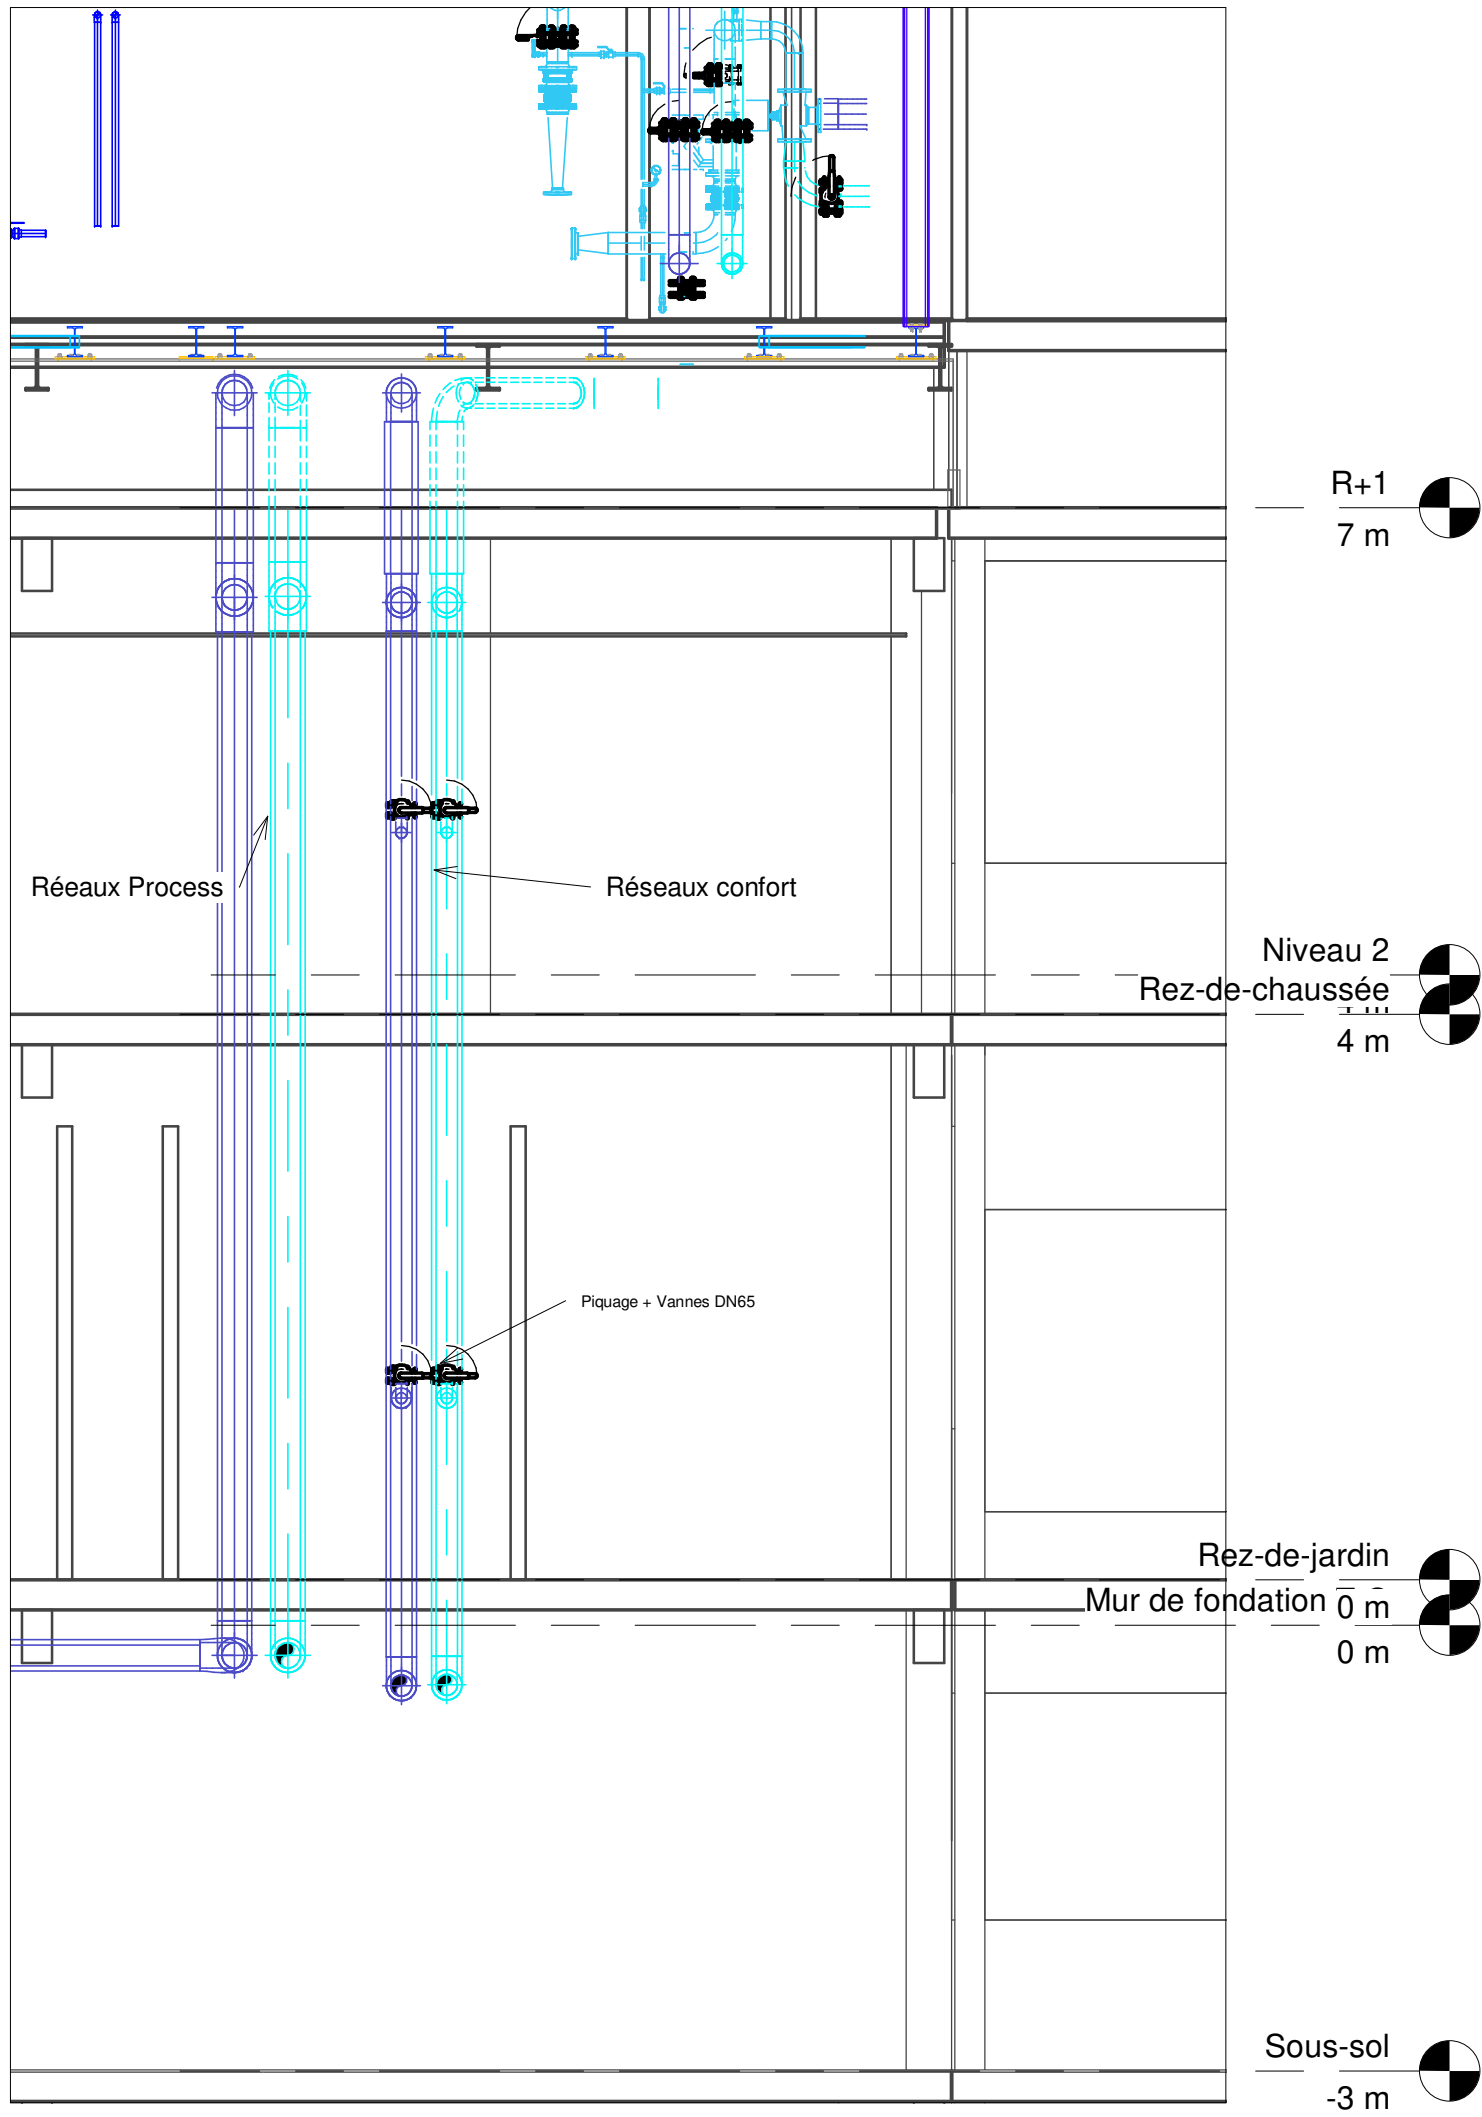 R+1
7 m
Réeaux Process
Réseaux confort
Niveau 2
Rez-de-chaussée
4 m
Piquage + Vannes DN65
Rez-de-jardin
Mur de fondation
0 m
0 m
Sous-sol
-3 m